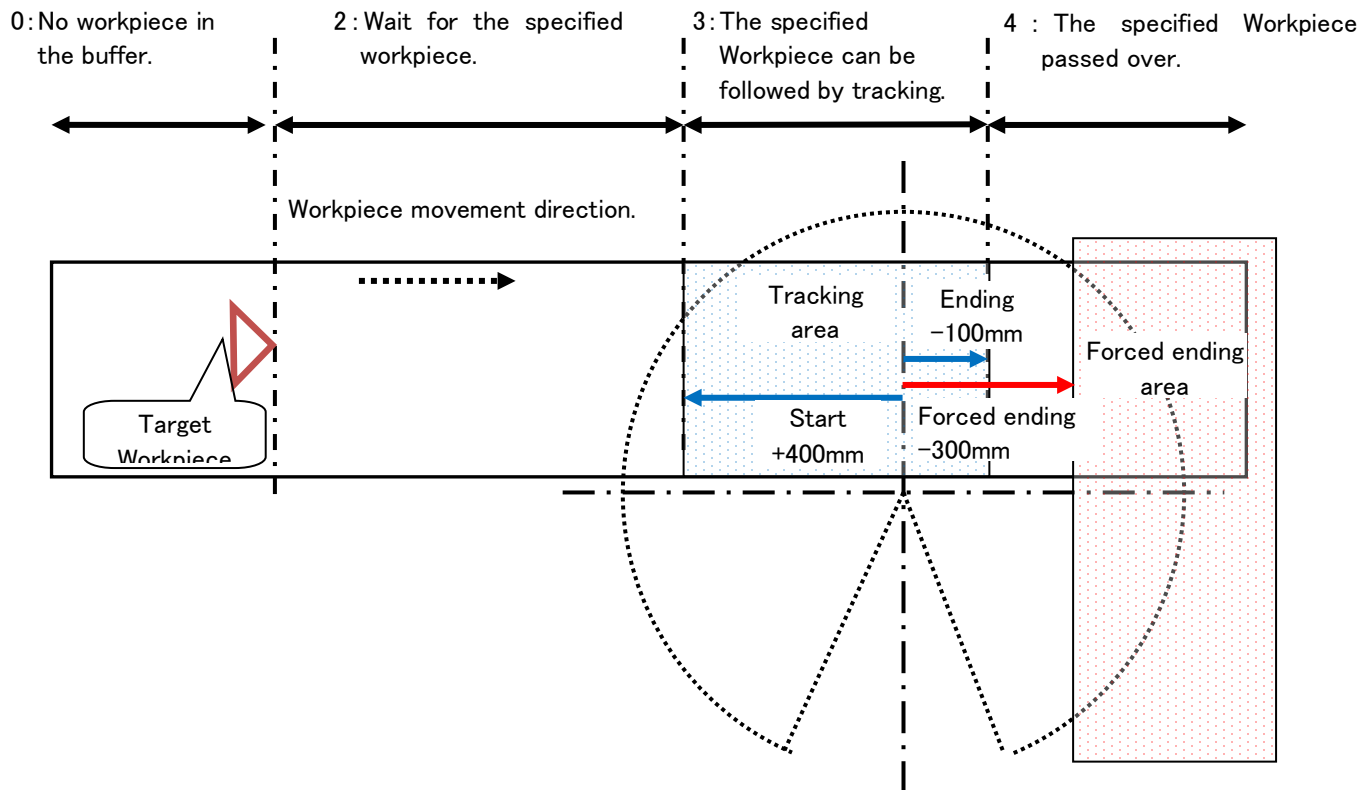 0:No workpiece in
the buffer.
2:Wait for the specified
workpiece.
3:The specified
Workpiece can be
followed by tracking.
4 : The specified Workpiece
passed over.
Workpiece movement direction.
Tracking
area
Ending
-100mm
Forced ending
area
Target
Workpiece
Start
+400mm
Forced ending
-300mm